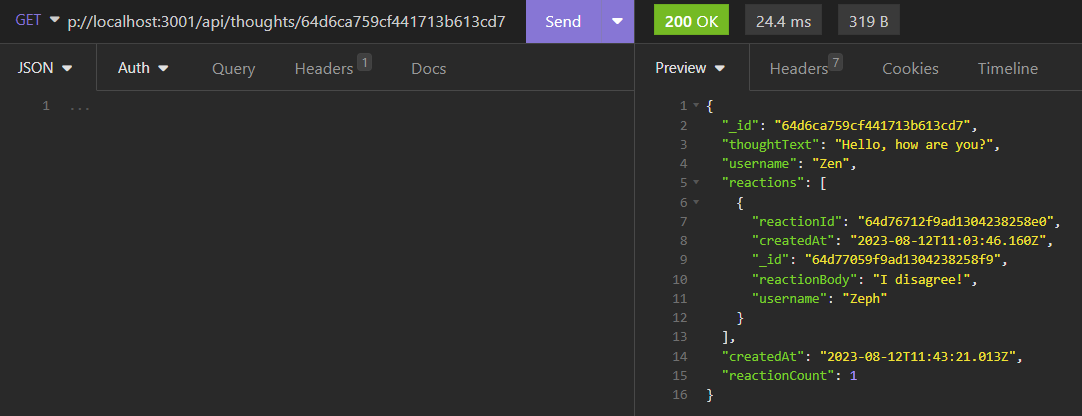 GET p://localhost:3001/api/thoughts/64d6ca759cf441713b613cd7 Send 200 OK 24.4 ms 319 B
JSON Auth Query Headers 1 Docs Preview Headers 7 Cookies Timeline
1 ...
1 {
2 "_id": "64d6ca759cf441713b613cd7",
3 "thoughtText": "Hello, how are you?",
4 "username": "Zen",
5 "reactions": [
6 {
7 "reactionId": "64d76712f9ad1304238258e0",
8 "createdAt": "2023-08-12T11:03:46.160Z",
9 "_id": "64d77059f9ad1304238258f9",
10 "reactionBody": "I disagree!",
11 "username": "Zeph"
12 }
13 ],
14 "createdAt": "2023-08-12T11:43:21.013Z",
15 "reactionCount": 1
16 }